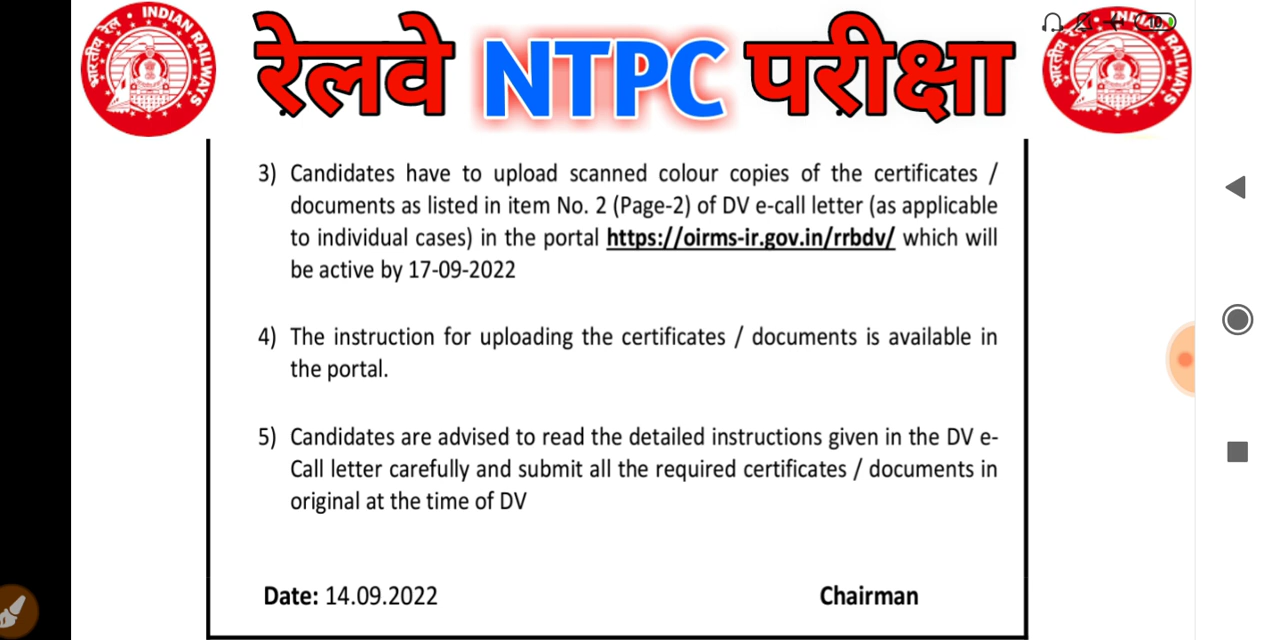 भारतीय रेल • INDIAN RAILWAYS
रेलवे NTPC परीक्षा
10
3) Candidates have to upload scanned colour copies of the certificates /
documents as listed in item No. 2 (Page-2) of DV e-call letter (as applicable
to individual cases) in the portal https://oirms-ir.gov.in/rrbdv/ which will
be active by 17-09-2022
4) The instruction for uploading the certificates / documents is available in
the portal.
5) Candidates are advised to read the detailed instructions given in the DV e-
Call letter carefully and submit all the required certificates / documents in
original at the time of DV
Date: 14.09.2022 Chairman